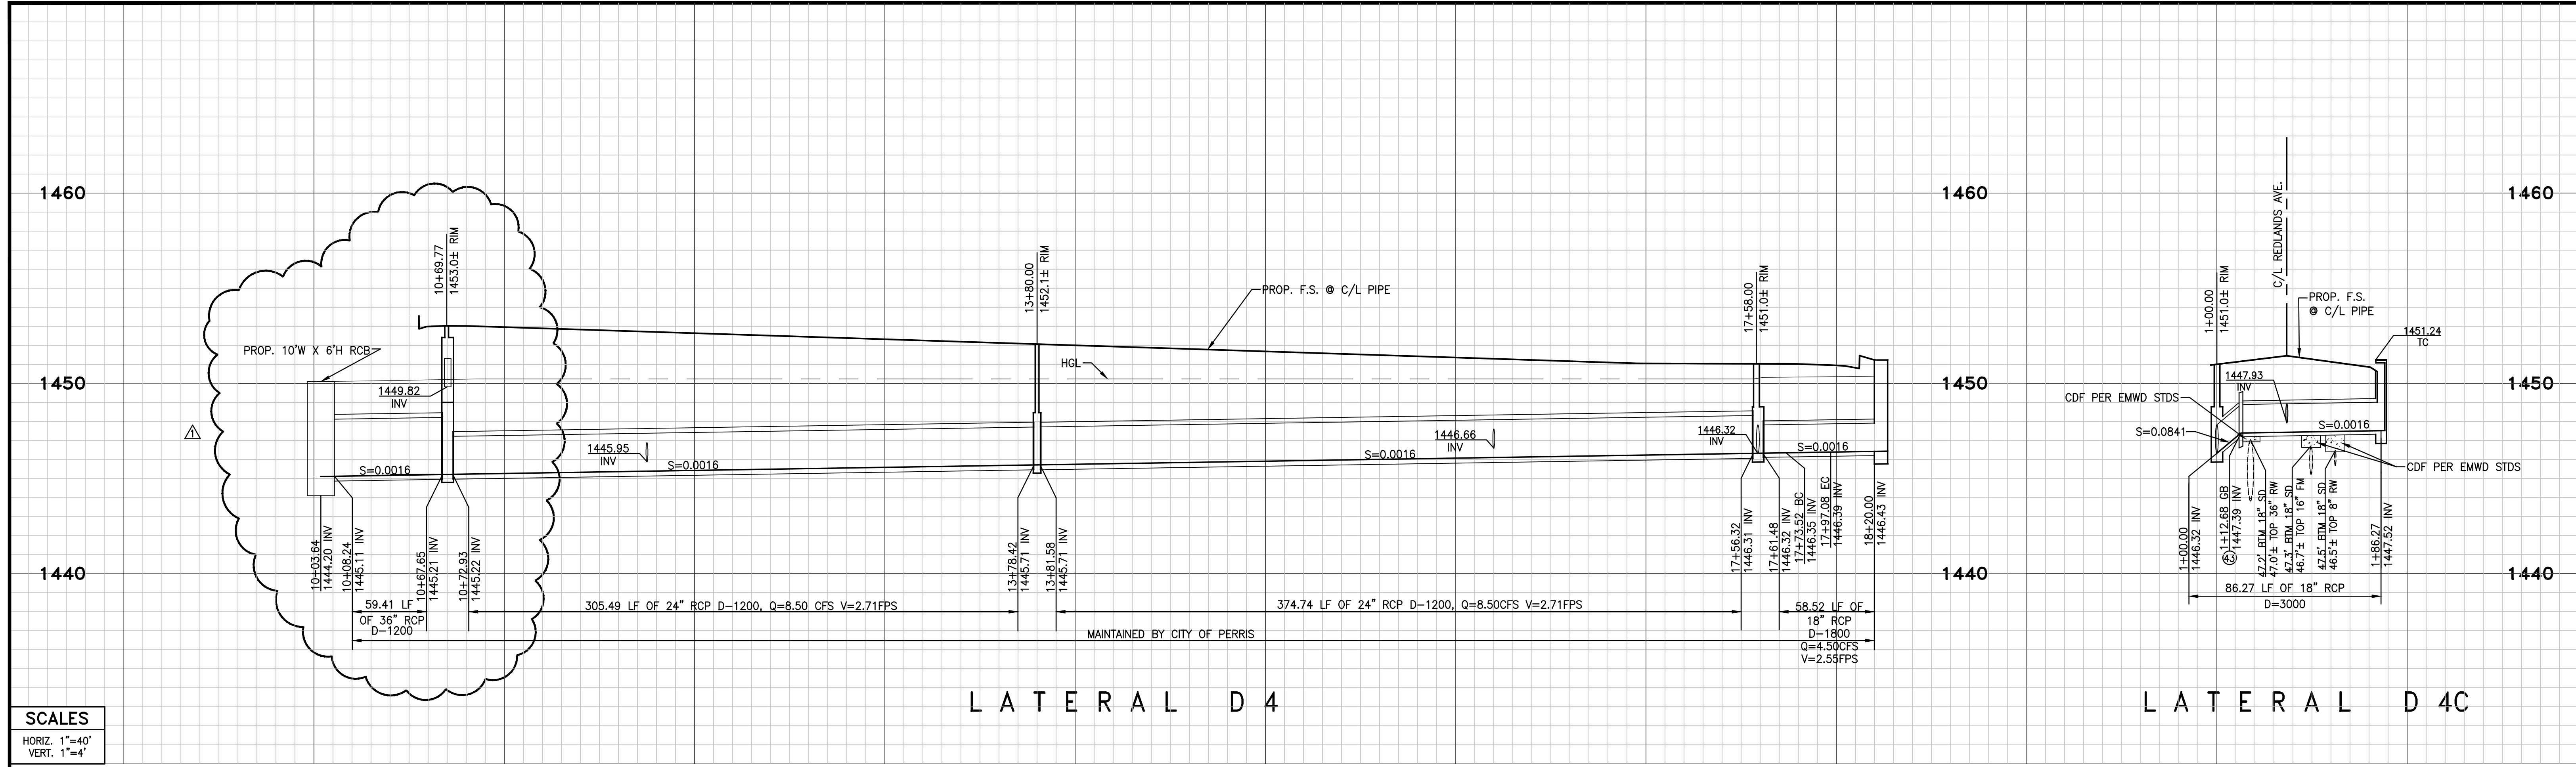 1460
1450
1440
PROP. 10'W X 6'H RCB
1
10+69.77
1453.0± RIM
1449.82
INV
S=0.0016
10+03.64
1444.20 INV
10+08.24
1445.11 INV
10+67.65
1445.21 INV
10+72.93
1445.22 INV
59.41 LF
OF 36" RCP
D-1200
1445.95
INV
S=0.0016
305.49 LF OF 24" RCP D-1200, Q=8.50 CFS V=2.71FPS
13+80.00
1452.1± RIM
HGL
PROP. F.S. @ C/L PIPE
13+78.42
1445.71 INV
13+81.58
1445.71 INV
1446.66
INV
S=0.0016
374.74 LF OF 24" RCP D-1200, Q=8.50CFS V=2.71FPS
MAINTAINED BY CITY OF PERRIS
17+58.00
1451.0± RIM
1446.32
INV
S=0.0016
17+56.32
1446.31 INV
17+61.48
1446.32 INV
17+73.52 BC
1446.35 INV
17+97.08 EC
1446.39 INV
18+20.00
1446.43 INV
58.52 LF OF
18" RCP
D-1800
Q=4.50CFS
V=2.55FPS
LATERAL D4
1460
1450
1440
1+00.00
1451.0± RIM
C/L REDLANDS AVE.
PROP. F.S.
@ C/L PIPE
1451.24
TC
1447.93
INV
CDF PER EMWD STDS
S=0.0841
S=0.0016
CDF PER EMWD STDS
1+00.00
1446.32 INV
43
1+12.68 GB
1447.39 INV
47.2' BTM 18" SD
47.0'± TOP 36" RW
47.3' BTM 18" SD
46.7'± TOP 16" FM
47.5' BTM 18" SD
46.5'± TOP 8" RW
1+86.27
1447.52 INV
86.27 LF OF 18" RCP
D=3000
LATERAL D4C
1460
1450
1440
SCALES
HORIZ. 1"=40'
VERT. 1"=4'